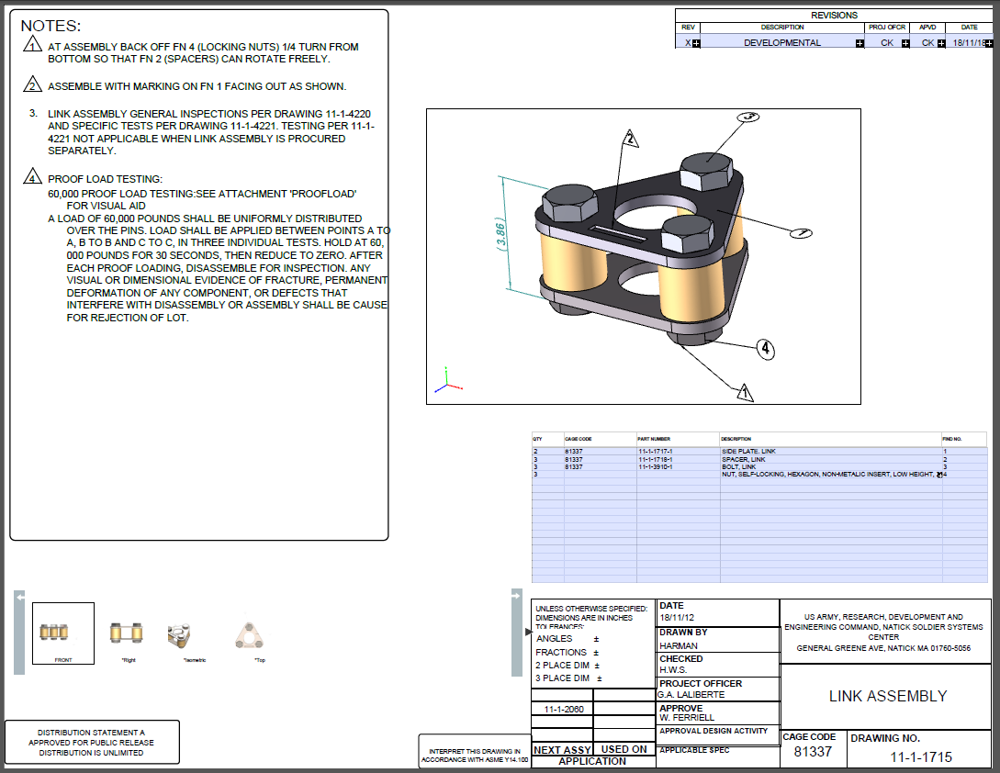 NOTES:
1 AT ASSEMBLY BACK OFF FN 4 (LOCKING NUTS) 1/4 TURN FROM
BOTTOM SO THAT FN 2 (SPACERS) CAN ROTATE FREELY.
2 ASSEMBLE WITH MARKING ON FN 1 FACING OUT AS SHOWN.
3. LINK ASSEMBLY GENERAL INSPECTIONS PER DRAWING 11-1-4220
AND SPECIFIC TESTS PER DRAWING 11-1-4221. TESTING PER 11-1-
4221 NOT APPLICABLE WHEN LINK ASSEMBLY IS PROCURED
SEPARATELY.
4 PROOF LOAD TESTING:
60,000 PROOF LOAD TESTING:SEE ATTACHMENT 'PROOFLOAD'
FOR VISUAL AID
A LOAD OF 60,000 POUNDS SHALL BE UNIFORMLY DISTRIBUTED
OVER THE PINS. LOAD SHALL BE APPLIED BETWEEN POINTS A TO
A, B TO B AND C TO C, IN THREE INDIVIDUAL TESTS. HOLD AT 60,
000 POUNDS FOR 30 SECONDS, THEN REDUCE TO ZERO. AFTER
EACH PROOF LOADING, DISASSEMBLE FOR INSPECTION. ANY
VISUAL OR DIMENSIONAL EVIDENCE OF FRACTURE, PERMANENT
DEFORMATION OF ANY COMPONENT, OR DEFECTS THAT
INTERFERE WITH DISASSEMBLY OR ASSEMBLY SHALL BE CAUSE
FOR REJECTION OF LOT.
REVISIONS
REV DESCRIPTION PROJ OFCR APVD DATE
X DEVELOPMENTAL CK CK 18/11/18
3
2
1
(3.86)
4
1
QTY CAGE CODE PART NUMBER DESCRIPTION FIND NO.
2 81337 11-1-1717-1 SIDE PLATE, LINK 1
3 81337 11-1-1718-1 SPACER, LINK 2
3 81337 11-1-3910-1 BOLT, LINK 3
3 NUT, SELF-LOCKING, HEXAGON, NON-METALIC INSERT, LOW HEIGHT, 4
FRONT
*Right
*Isometric
*Top
DISTRIBUTION STATEMENT A
APPROVED FOR PUBLIC RELEASE
DISTRIBUTION IS UNLIMITED
INTERPRET THIS DRAWING IN
ACCORDANCE WITH ASME Y14.100
UNLESS OTHERWISE SPECIFIED:
DIMENSIONS ARE IN INCHES
TOLERANCES:
ANGLES ±
FRACTIONS ±
2 PLACE DIM ±
3 PLACE DIM ±
11-1-2060
NEXT ASSY USED ON
APPLICATION
DATE
18/11/12
DRAWN BY
HARMAN
CHECKED
H.W.S.
PROJECT OFFICER
G.A. LALIBERTE
APPROVE
W. FERRIELL
APPROVAL DESIGN ACTIVITY
APPLICABLE SPEC
US ARMY, RESEARCH, DEVELOPMENT AND
ENGINEERING COMMAND, NATICK SOLDIER SYSTEMS
CENTER
GENERAL GREENE AVE, NATICK MA 01760-5056
LINK ASSEMBLY
CAGE CODE
81337
DRAWING NO.
11-1-1715